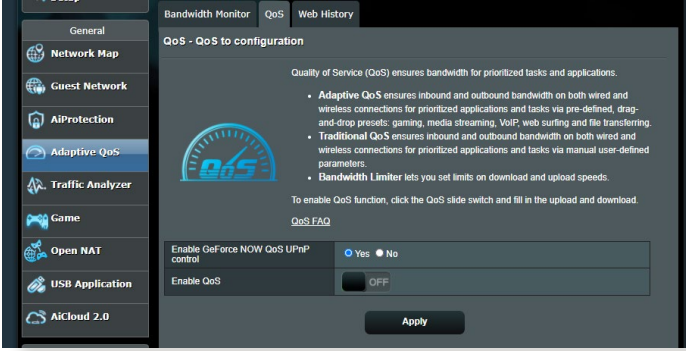 Bandwidth Monitor QoS Web History
General
QoS - QoS to configuration
Network Map
Quality of Service (QoS) ensures bandwidth for prioritized tasks and applications.
Guest Network
Adaptive QoS ensures inbound and outbound bandwidth on both wired and
wireless connections for prioritized applications and tasks via pre-defined, drag-
and-drop presets: gaming, media streaming, VoIP, web surfing and file transferring.
AiProtection
Traditional QoS ensures inbound and outbound bandwidth on both wired and
wireless connections for prioritized applications and tasks via manual user-defined
parameters.
Adaptive QoS
QoS
Bandwidth Limiter lets you set limits on download and upload speeds.
Traffic Analyzer
To enable QoS function, click the QoS slide switch and fill in the upload and download.
Game
QoS FAQ
Open NAT
Enable GeForce NOW QoS UPnP
control
Yes No
USB Application
Enable QoS
OFF
AiCloud 2.0
Apply